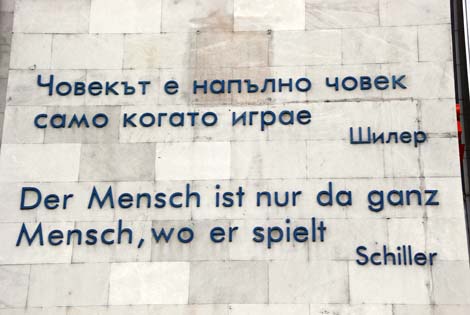 Човекът е напълно човек
само когато играе
Шилер
Der Mensch ist nur da ganz
Mensch, wo er spielt
Schiller